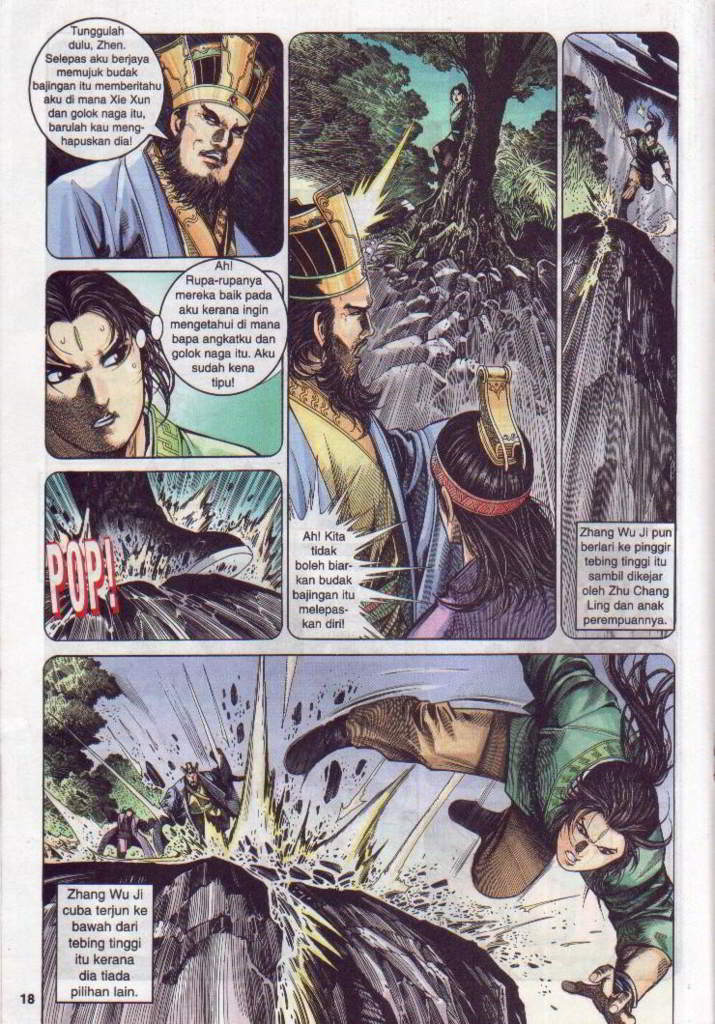 Tunggulah
dulu, Zhen.
Selepas aku berjaya
memujuk budak
bajingan itu memberitahu
aku di mana Xie Xun
dan golok naga itu,
barulah kau meng-
hapuskan dia!
Ah!
Rupa-rupanya
mereka baik pada
aku kerana ingin
mengetahui di mana
bapa angkatku dan
golok naga itu. Aku
sudah kena
tipu!
POP!
Ah! Kita
tidak
boleh biar-
kan budak
bajingan itu
melepas-
kan diri!
Zhang Wu Ji pun
berlari ke pinggir
tebing tinggi itu
sambil dikejar
oleh Zhu Chang
Ling dan anak
perempuannya.
Zhang Wu Ji
cuba terjun ke
bawah dari
tebing tinggi
itu kerana
dia tiada
pilihan lain.
18